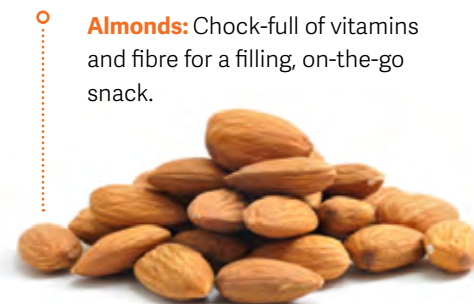 Almonds: Chock-full of vitamins
and fibre for a filling, on-the-go
snack.